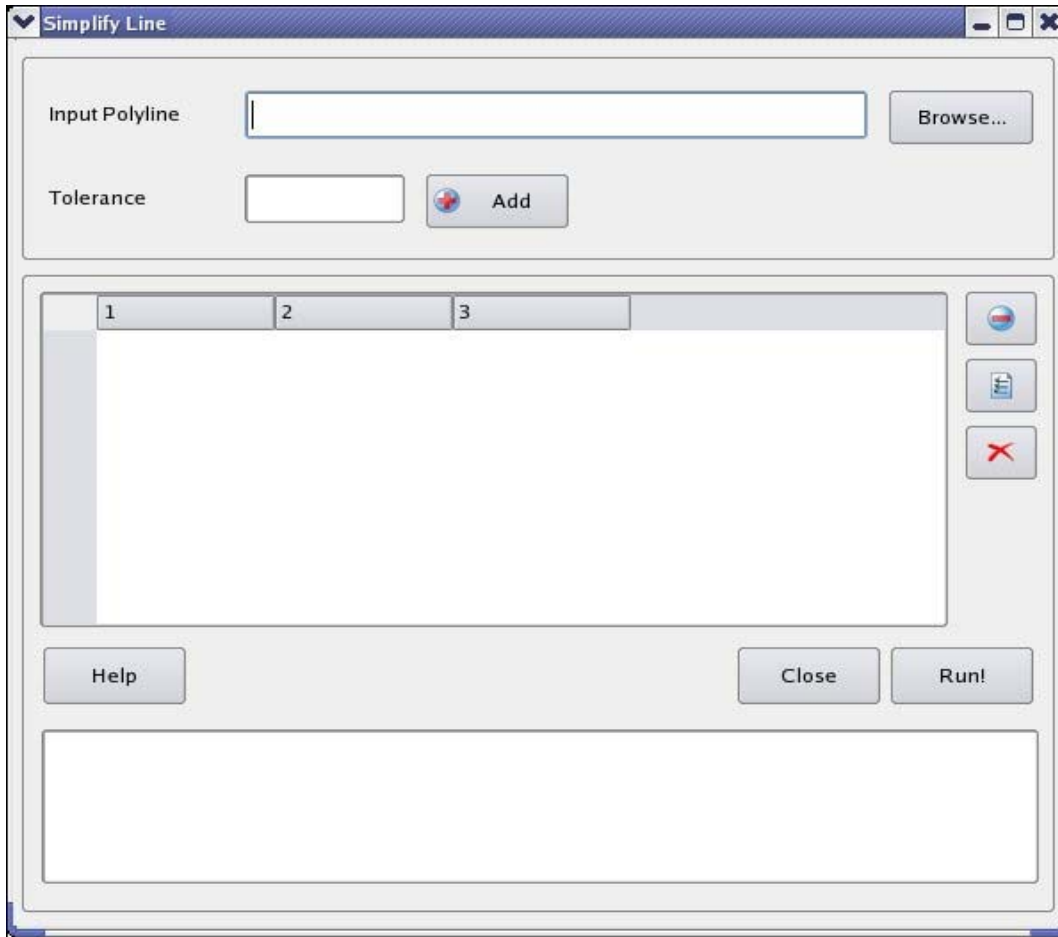 Simplify Line
Input Polyline
Browse...
Tolerance
Add
1 2 3
Help
Close
Run!